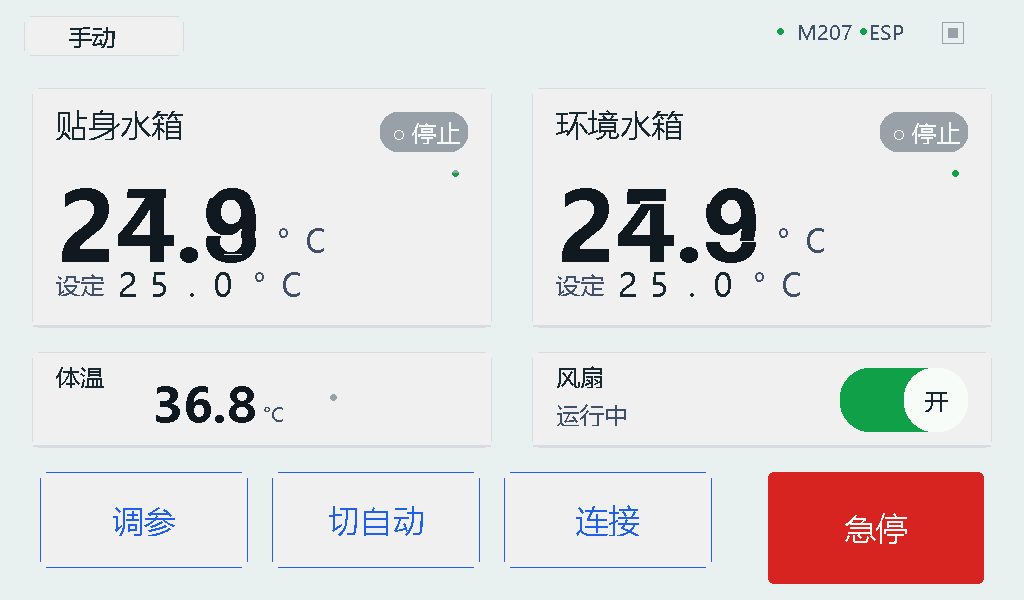 手动
M207 ESP
贴身水箱
停止
24.9 °C
设定 25.0 °C
环境水箱
停止
24.9 °C
设定 25.0 °C
体温
36.8 °C
风扇
运行中
开
调参
切自动
连接
急停